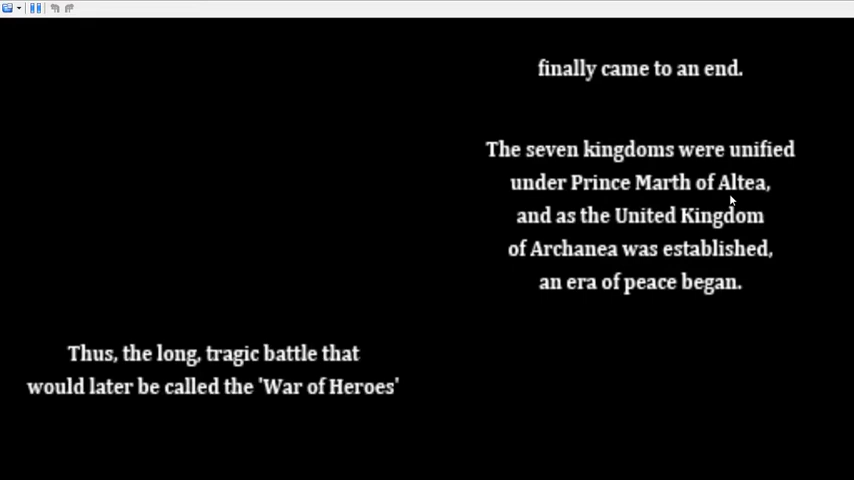 Thus, the long, tragic battle that
would later be called the 'War of Heroes'
finally came to an end.
The seven kingdoms were unified
under Prince Marth of Altea,
and as the United Kingdom
of Archanea was established,
an era of peace began.